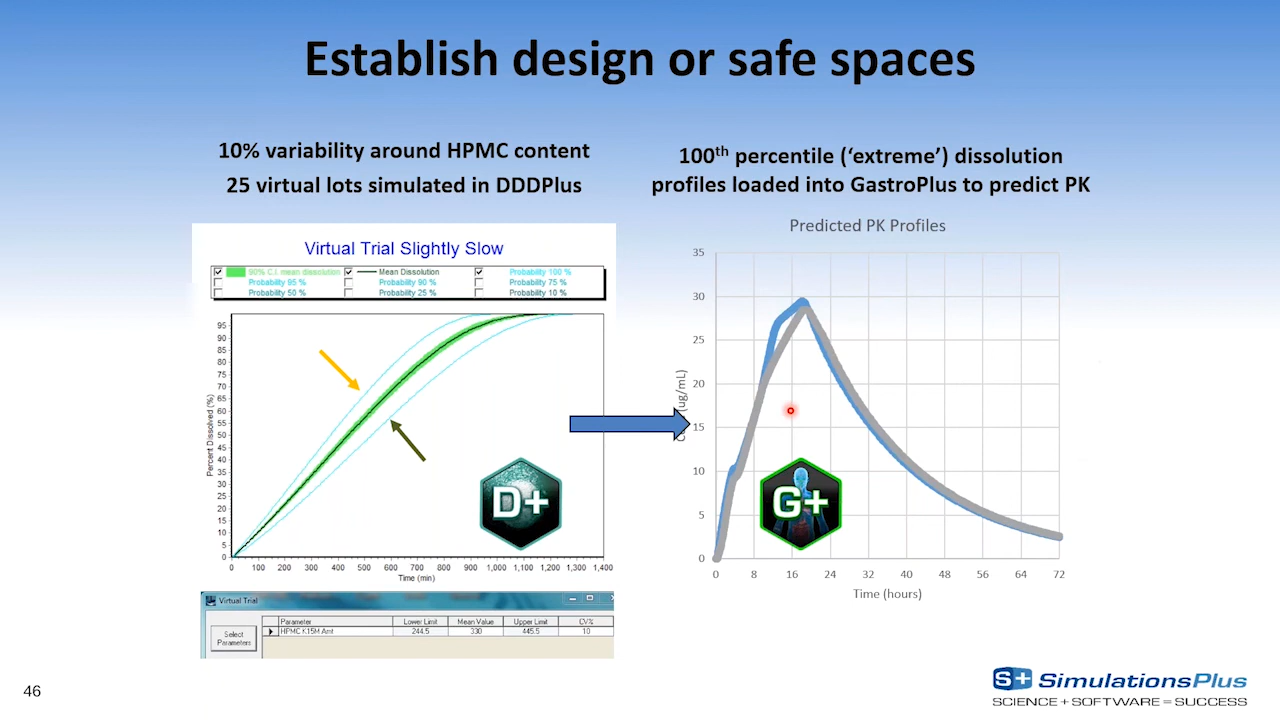 Establish design or safe spaces
10% variability around HPMC content
25 virtual lots simulated in DDDPlus
100th percentile (‘extreme’) dissolution
profiles loaded into GastroPlus to predict PK
Virtual Trial Slightly Slow
90% C.I. mean dissolution Mean Dissolution Probability 100 %
Probability 95 % Probability 90 % Probability 75 %
Probability 50 % Probability 25 % Probability 10 %
95
90
85
80
75
70
65
60
55
50
45
40
35
30
25
20
15
10
5
0
Percent Dissolved (%)
0 100 200 300 400 500 600 700 800 900 1,000 1,100 1,200 1,300 1,400
Time (min)
D+
Virtual Trial
Select
Parameters
Parameter Lower Limit Mean Value Upper Limit CV%
HPMC K15M Amt 244.5 330 445.5 10
Predicted PK Profiles
35
30
25
20
15
10
5
0
(ug/mL)
G+
0 8 16 24 32 40 48 56 64 72
Time (hours)
46
S+ SimulationsPlus
SCIENCE + SOFTWARE = SUCCESS